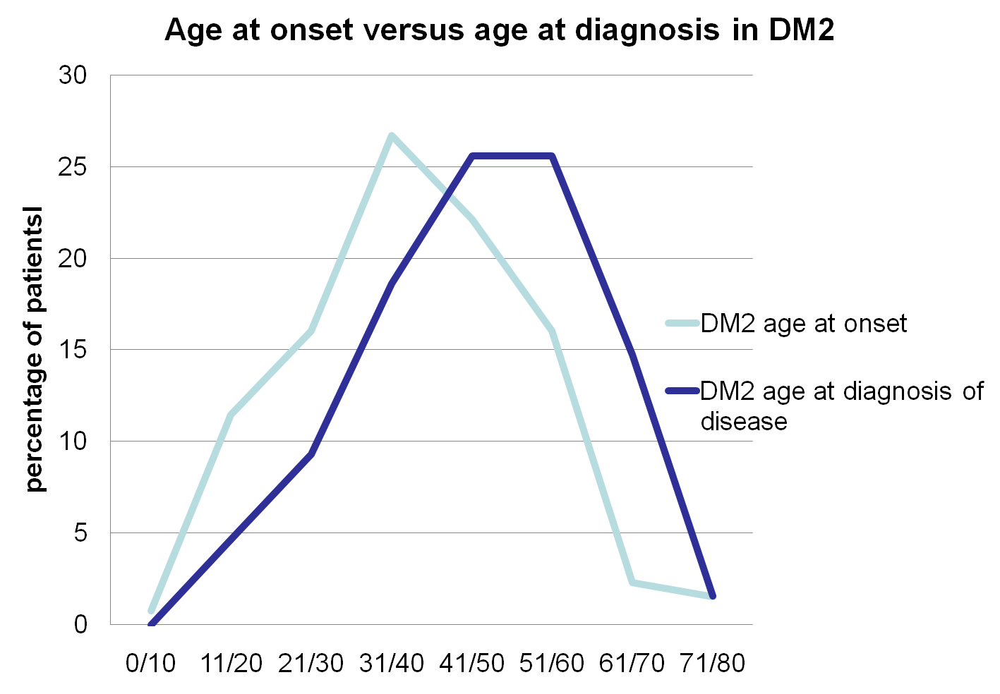 Age at onset versus age at diagnosis in DM2
percentage of patientsl
30
25
20
15
10
5
0
0/10 11/20 21/30 31/40 41/50 51/60 61/70 71/80
DM2 age at onset
DM2 age at diagnosis of
disease